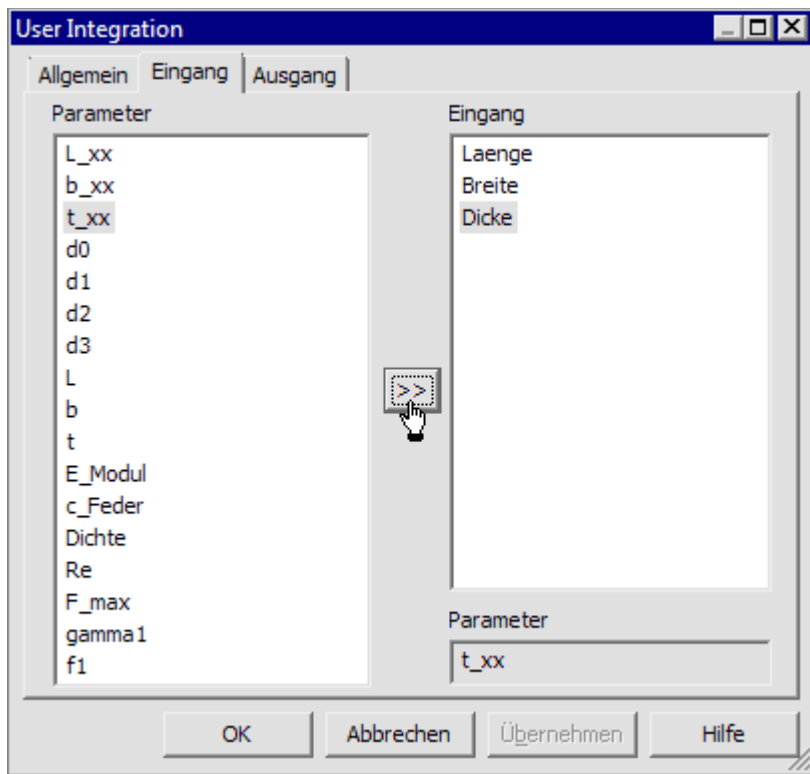 User Integration
Allgemein Eingang Ausgang
Parameter
L_xx
b_xx
t_xx
d0
d1
d2
d3
L
b
t
E_Modul
c_Feder
Dichte
Re
F_max
gamma1
f1
>>
Eingang
Laenge
Breite
Dicke
Parameter
t_xx
OK Abbrechen Übernehmen Hilfe